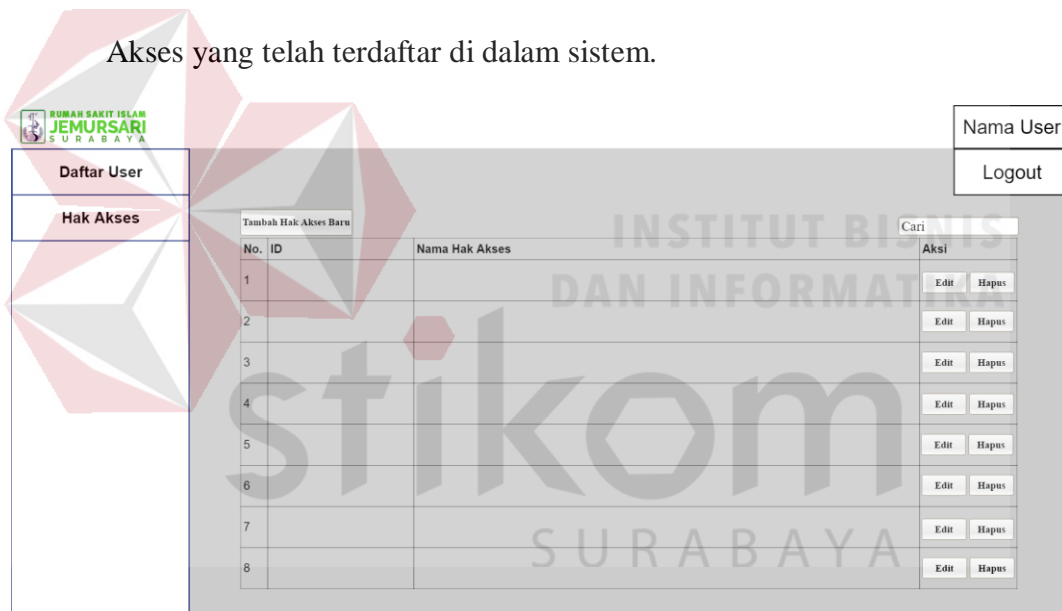 Akses yang telah terdaftar di dalam sistem.
RUMAH SAKIT ISLAM
JEMURSARI
SURABAYA
Nama User
Logout
Daftar User
Hak Akses
INSTITUT BISNIS
DAN INFORMATIKA
stikom
SURABAYA
Tambah Hak Akses Baru
Cari
No. ID Nama Hak Akses Aksi
1 Edit Hapus
2 Edit Hapus
3 Edit Hapus
4 Edit Hapus
5 Edit Hapus
6 Edit Hapus
7 Edit Hapus
8 Edit Hapus